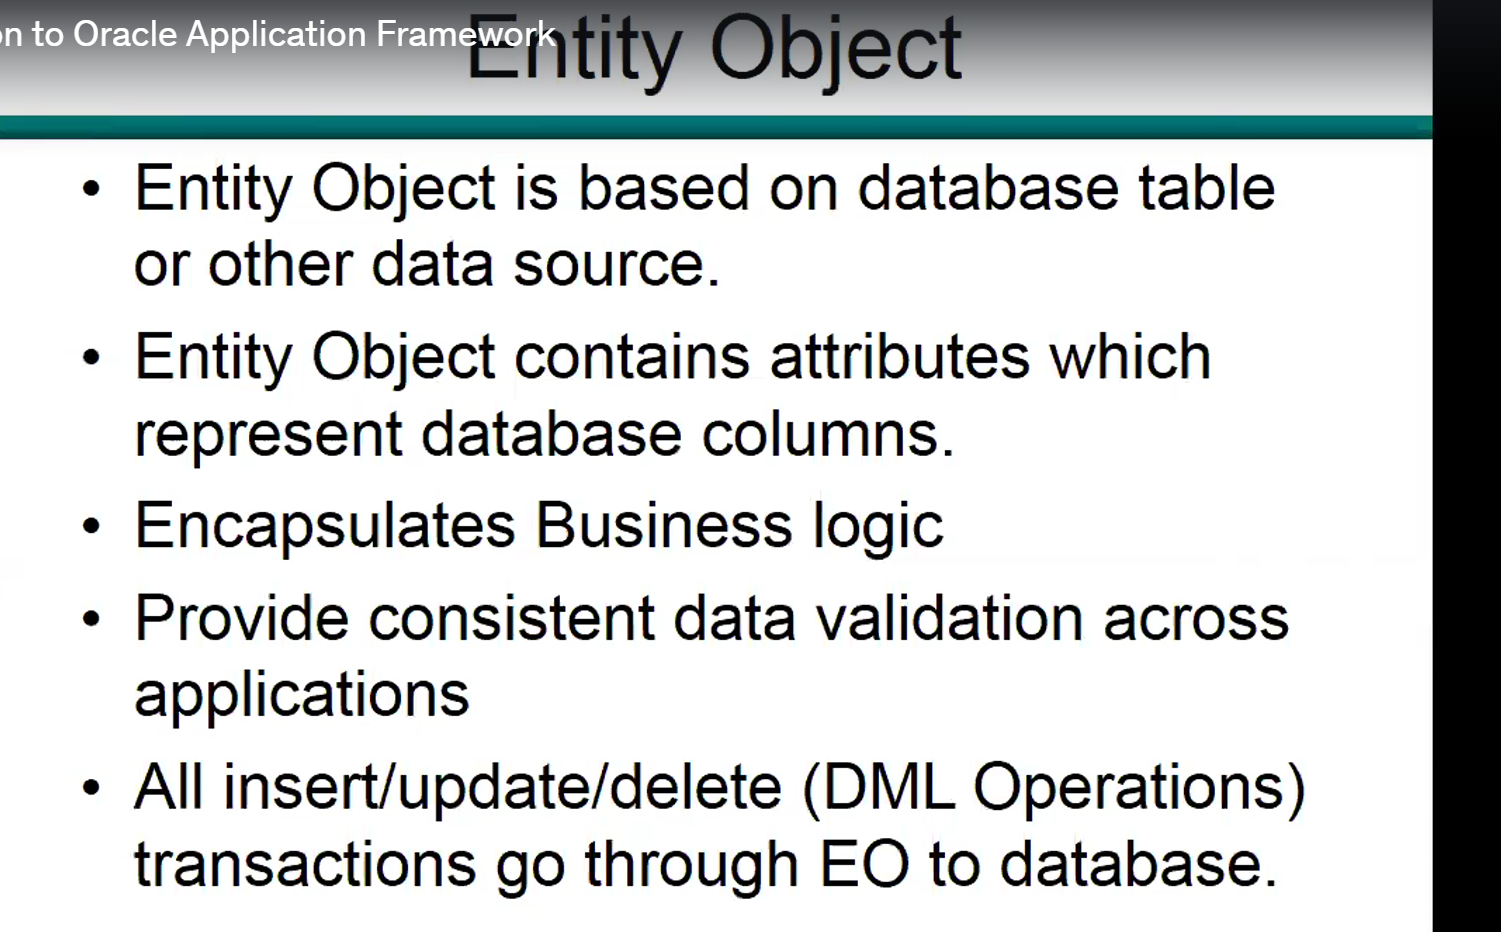 on to Oracle Application Framework
Entity Object
• Entity Object is based on database table
or other data source.
• Entity Object contains attributes which
represent database columns.
• Encapsulates Business logic
• Provide consistent data validation across
applications
• All insert/update/delete (DML Operations)
transactions go through EO to database.